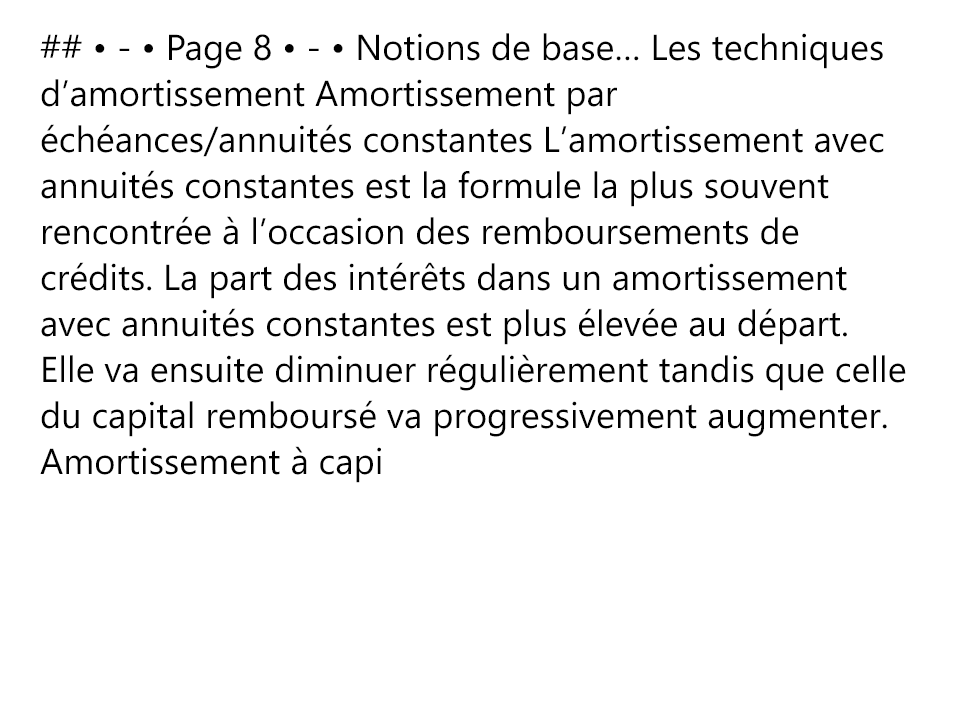 ## • - • Page 8 • - • Notions de base... Les techniques
d’amortissement Amortissement par
échéances/annuités constantes L’amortissement avec
annuités constantes est la formule la plus souvent
rencontrée à l’occasion des remboursements de
crédits. La part des intérêts dans un amortissement
avec annuités constantes est plus élevée au départ.
Elle va ensuite diminuer régulièrement tandis que celle
du capital remboursé va progressivement augmenter.
Amortissement à capi